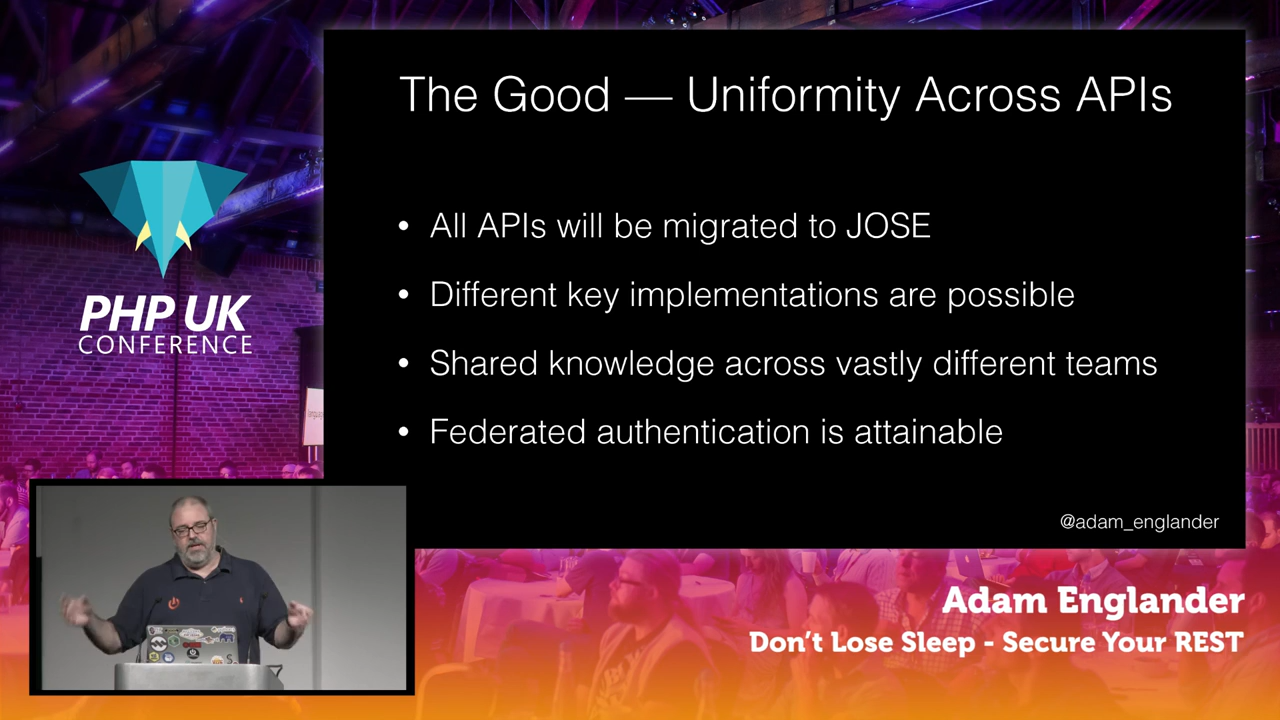 The Good — Uniformity Across APIs
• All APIs will be migrated to JOSE
• Different key implementations are possible
• Shared knowledge across vastly different teams
• Federated authentication is attainable
@adam_englander
PHP UK
CONFERENCE
Adam Englander
Don't Lose Sleep - Secure Your REST